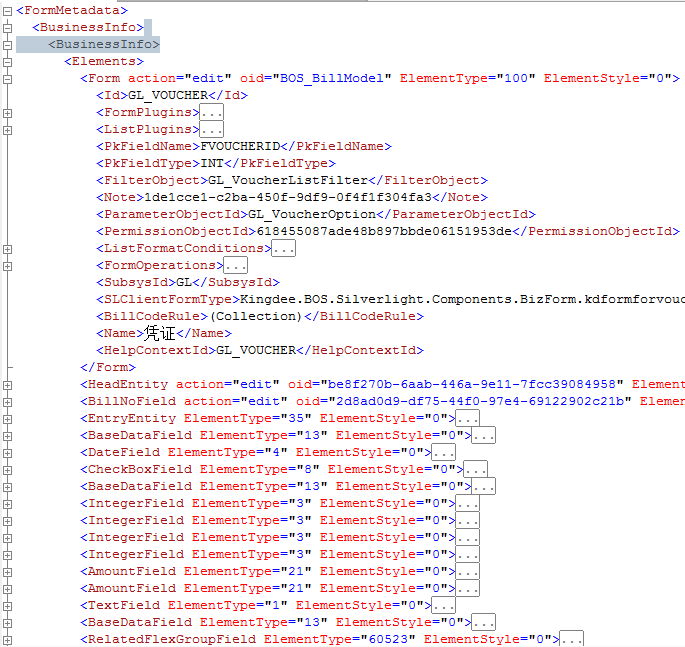 <FormMetadata>
<BusinessInfo>
<BusinessInfo>
<Elements>
<Form action="edit" oid="BOS_BillModel" ElementType="100" ElementStyle="0">
<Id>GL_VOUCHER</Id>
<FormPlugins>...
<ListPlugins>...
<PkFieldName>FVOUCHERID</PkFieldName>
<PkFieldType>INT</PkFieldType>
<FilterObject>GL_VoucherListFilter</FilterObject>
<Note>1de1cce1-c2ba-450f-9df9-0f4f1f304fa3</Note>
<ParameterObjectId>GL_VoucherOption</ParameterObjectId>
<PermissionObjectId>618455087ade48b897bbde06151953de</PermissionObjectId>
<ListFormatConditions>...
<FormOperations>...
<SubsysId>GL</SubsysId>
<SLClientFormType>Kingdee.BOS.Silverlight.Components.BizForm.kdformforvouc
<BillCodeRule>(Collection)</BillCodeRule>
<Name>凭证</Name>
<HelpContextId>GL_VOUCHER</HelpContextId>
</Form>
<HeadEntity action="edit" oid="be8f270b-6aab-446a-9e11-7fcc39084958" Element
<BillNoField action="edit" oid="2d8ad0d9-df75-44f0-97e4-69122902c21b" Elemen
<EntryEntity ElementType="35" ElementStyle="0">...
<BaseDataField ElementType="13" ElementStyle="0">...
<DateField ElementType="4" ElementStyle="0">...
<CheckBoxField ElementType="8" ElementStyle="0">...
<BaseDataField ElementType="13" ElementStyle="0">...
<IntegerField ElementType="3" ElementStyle="0">...
<IntegerField ElementType="3" ElementStyle="0">...
<IntegerField ElementType="3" ElementStyle="0">...
<IntegerField ElementType="3" ElementStyle="0">...
<AmountField ElementType="21" ElementStyle="0">...
<AmountField ElementType="21" ElementStyle="0">...
<TextField ElementType="1" ElementStyle="0">...
<BaseDataField ElementType="13" ElementStyle="0">...
<RelatedFlexGroupField ElementType="60523" ElementStyle="0">...